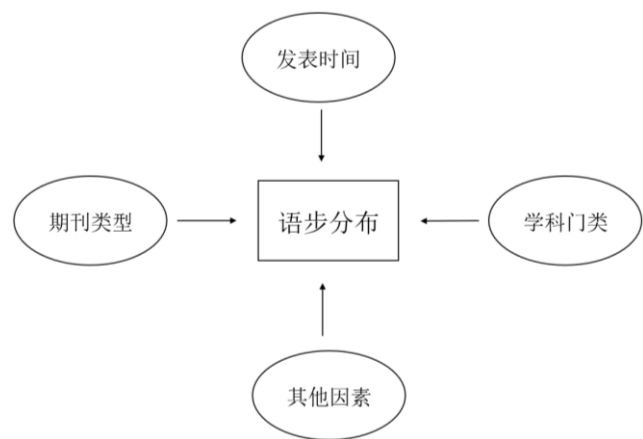 发表时间
期刊类型
语步分布
学科门类
其他因素